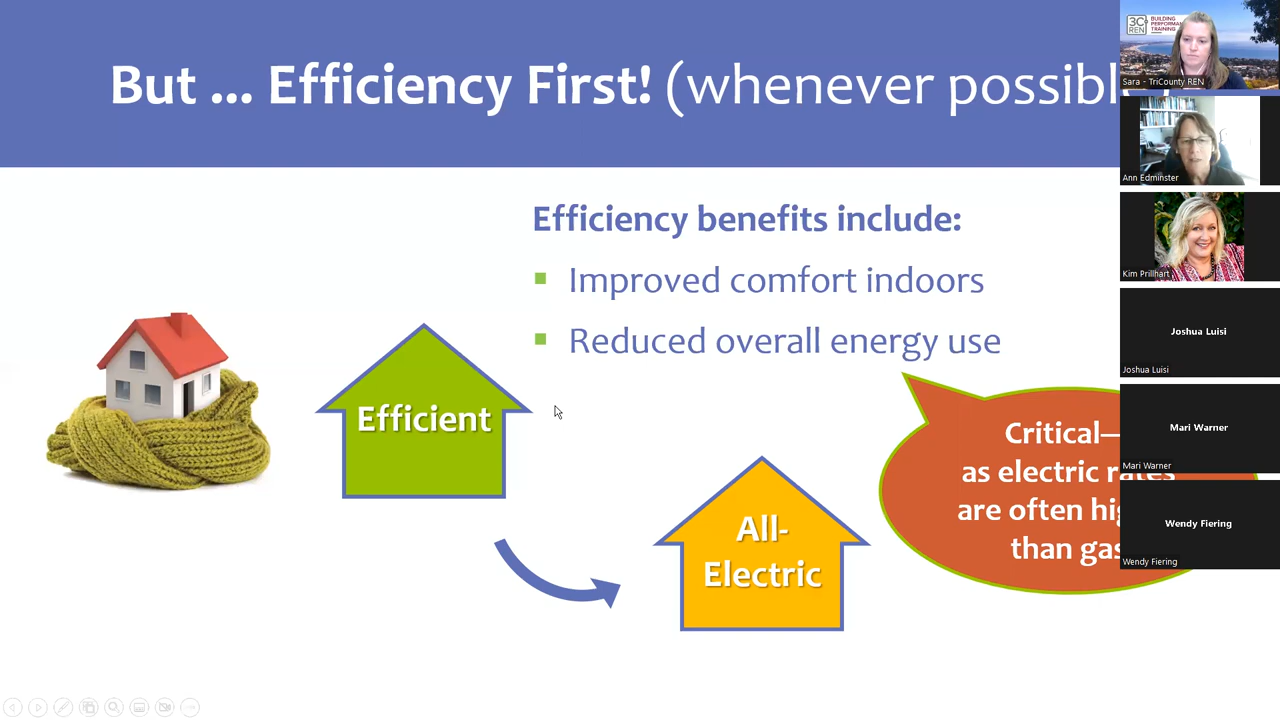 But ... Efficiency First! (whenever possibl
Efficiency benefits include:
Improved comfort indoors
Reduced overall energy use
Efficient
All-
Electric
Critical—
as electric rates
are often hig
than gas
3C
REN
BUILDING
PERFORMA
TRAINING
Sara - TriCounty REN
Ann Edminster
Kim Prillhart
Joshua Luisi
Joshua Luisi
Mari Warner
Mari Warner
Wendy Fiering
Wendy Fiering